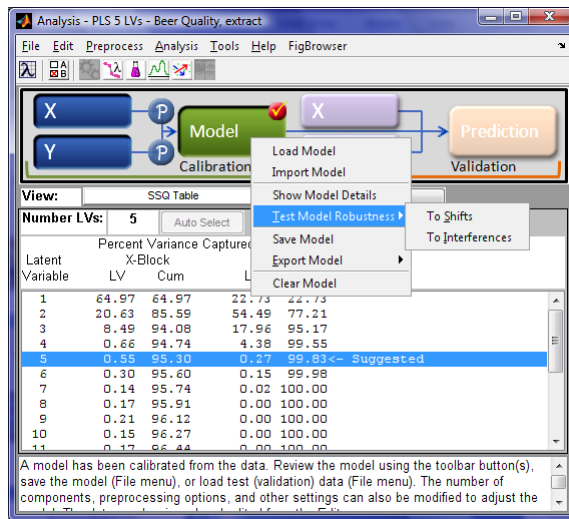 Analysis - PLS 5 LVs - Beer Quality, extract
File Edit Preprocess Analysis Tools Help FigBrowser
X
P
Y
P
Model
Calibration
X
Prediction
Validation
Load Model
Import Model
Show Model Details
Test Model Robustness
To Shifts
To Interferences
Save Model
Export Model
Clear Model
View: SSQ Table
Number LVs: 5 Auto Select
Percent Variance Captured
Latent X-Block
Variable LV Cum L
1 64.97 64.97 22.73 22.73
2 20.63 85.59 54.49 77.21
3 8.49 94.08 17.96 95.17
4 0.66 94.74 4.38 99.55
5 0.55 95.30 0.27 99.83<- Suggested
6 0.30 95.60 0.15 99.98
7 0.14 95.74 0.02 100.00
8 0.17 95.91 0.00 100.00
9 0.21 96.12 0.00 100.00
10 0.15 96.27 0.00 100.00
11 0.17 96.44 0.00 100.00
A model has been calibrated from the data. Review the model using the toolbar button(s),
save the model (File menu), or load test (validation) data (File menu). The number of
components, preprocessing options, and other settings can also be modified to adjust the